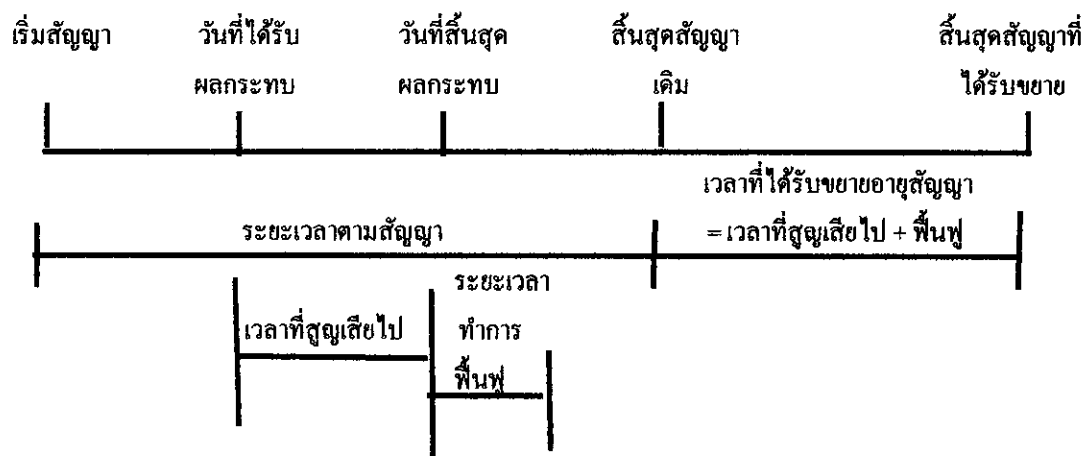 เริ่มสัญญา วันที่ได้รับ วันที่สิ้นสุด สิ้นสุดสัญญา สิ้นสุดสัญญาที่
ผลกระทบ ผลกระทบ เดิม ได้รับขยาย
เวลาที่ได้รับขยายอายุสัญญา
ระยะเวลาตามสัญญา = เวลาที่สูญเสียไป + ฟื้นฟู
ระยะเวลา
เวลาที่สูญเสียไป ทำการ
ฟื้นฟู